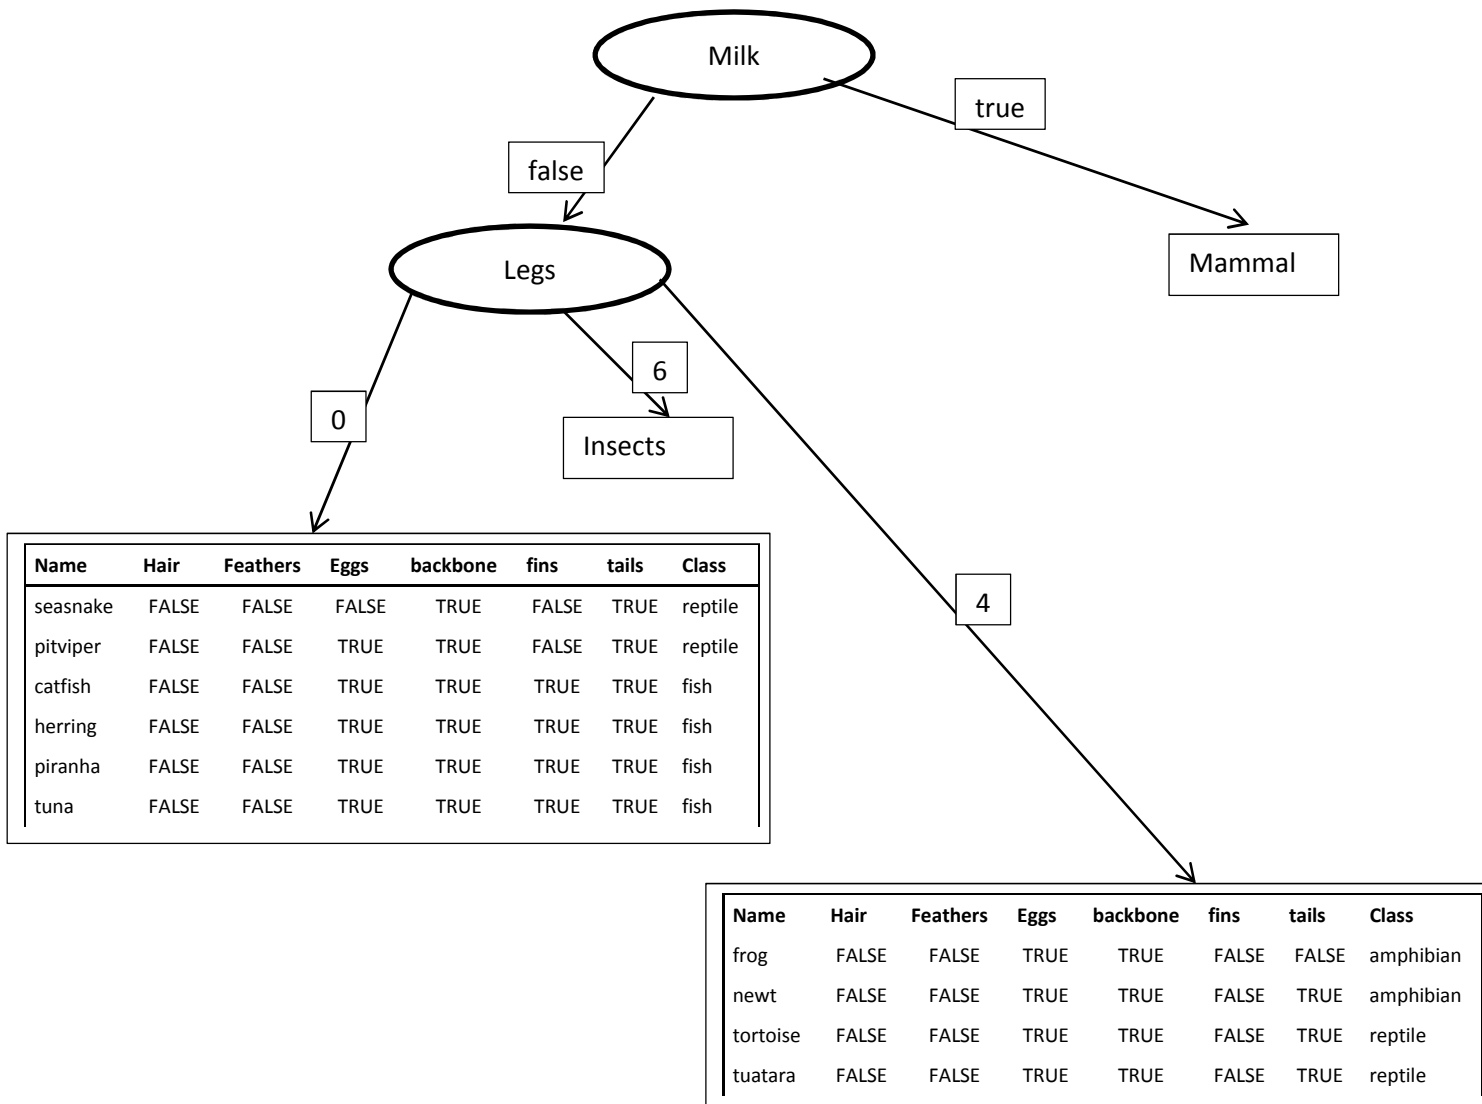 Milk
true
false
Legs
Mammal
6
0
Insects
Name Hair Feathers Eggs backbone fins tails Class
seasnake FALSE FALSE FALSE TRUE FALSE TRUE reptile
pitviper FALSE FALSE TRUE TRUE FALSE TRUE reptile
catfish FALSE FALSE TRUE TRUE TRUE TRUE fish
herring FALSE FALSE TRUE TRUE TRUE TRUE fish
piranha FALSE FALSE TRUE TRUE TRUE TRUE fish
tuna FALSE FALSE TRUE TRUE TRUE TRUE fish
4
Name Hair Feathers Eggs backbone fins tails Class
frog FALSE FALSE TRUE TRUE FALSE FALSE amphibian
newt FALSE FALSE TRUE TRUE FALSE TRUE amphibian
tortoise FALSE FALSE TRUE TRUE FALSE TRUE reptile
tuatara FALSE FALSE TRUE TRUE FALSE TRUE reptile